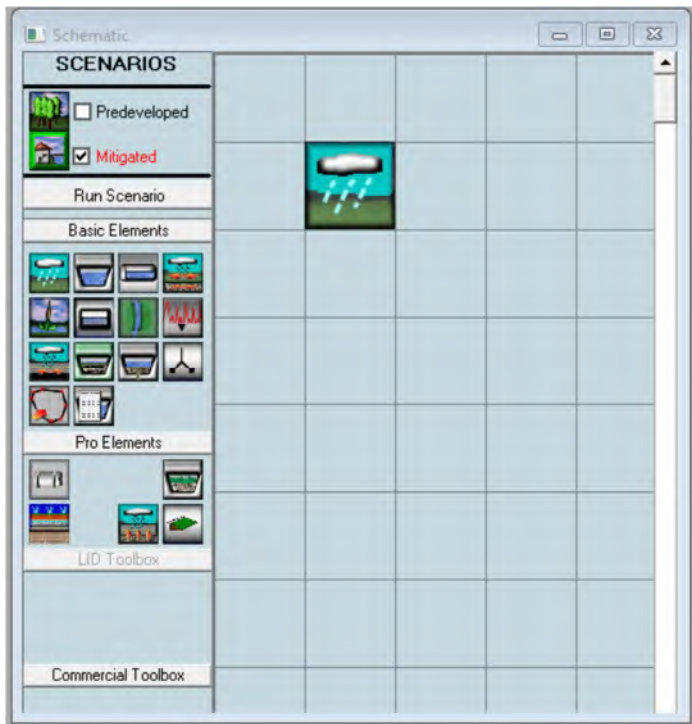 Schematic
SCENARIOS
Predeveloped
Mitigated
Run Scenario
Basic Elements
Pro Elements
LID Toolbox
Commercial Toolbox